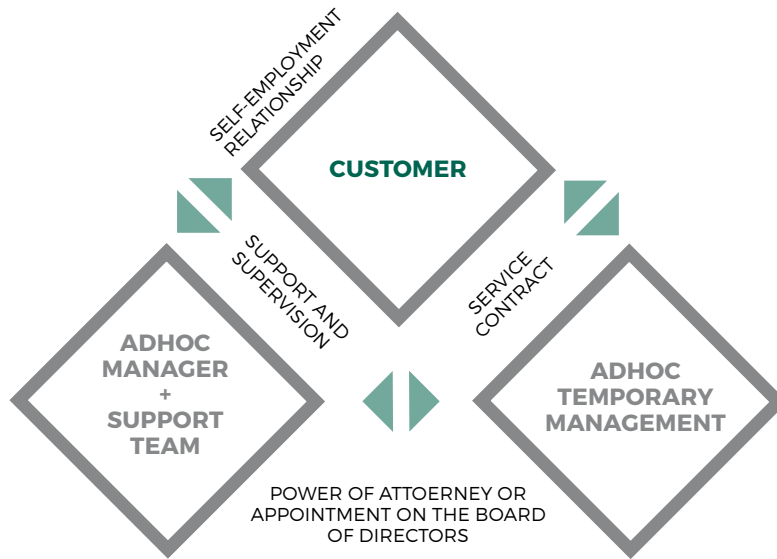 SELF-EMPLOYMENT
RELATIONSHIP
CUSTOMER
SUPPORT AND
SUPERVISION
SERVICE
CONTRACT
ADHOC
MANAGER
+
SUPPORT
TEAM
ADHOC
TEMPORARY
MANAGEMENT
POWER OF ATTOERNEY OR
APPOINTMENT ON THE BOARD
OF DIRECTORS